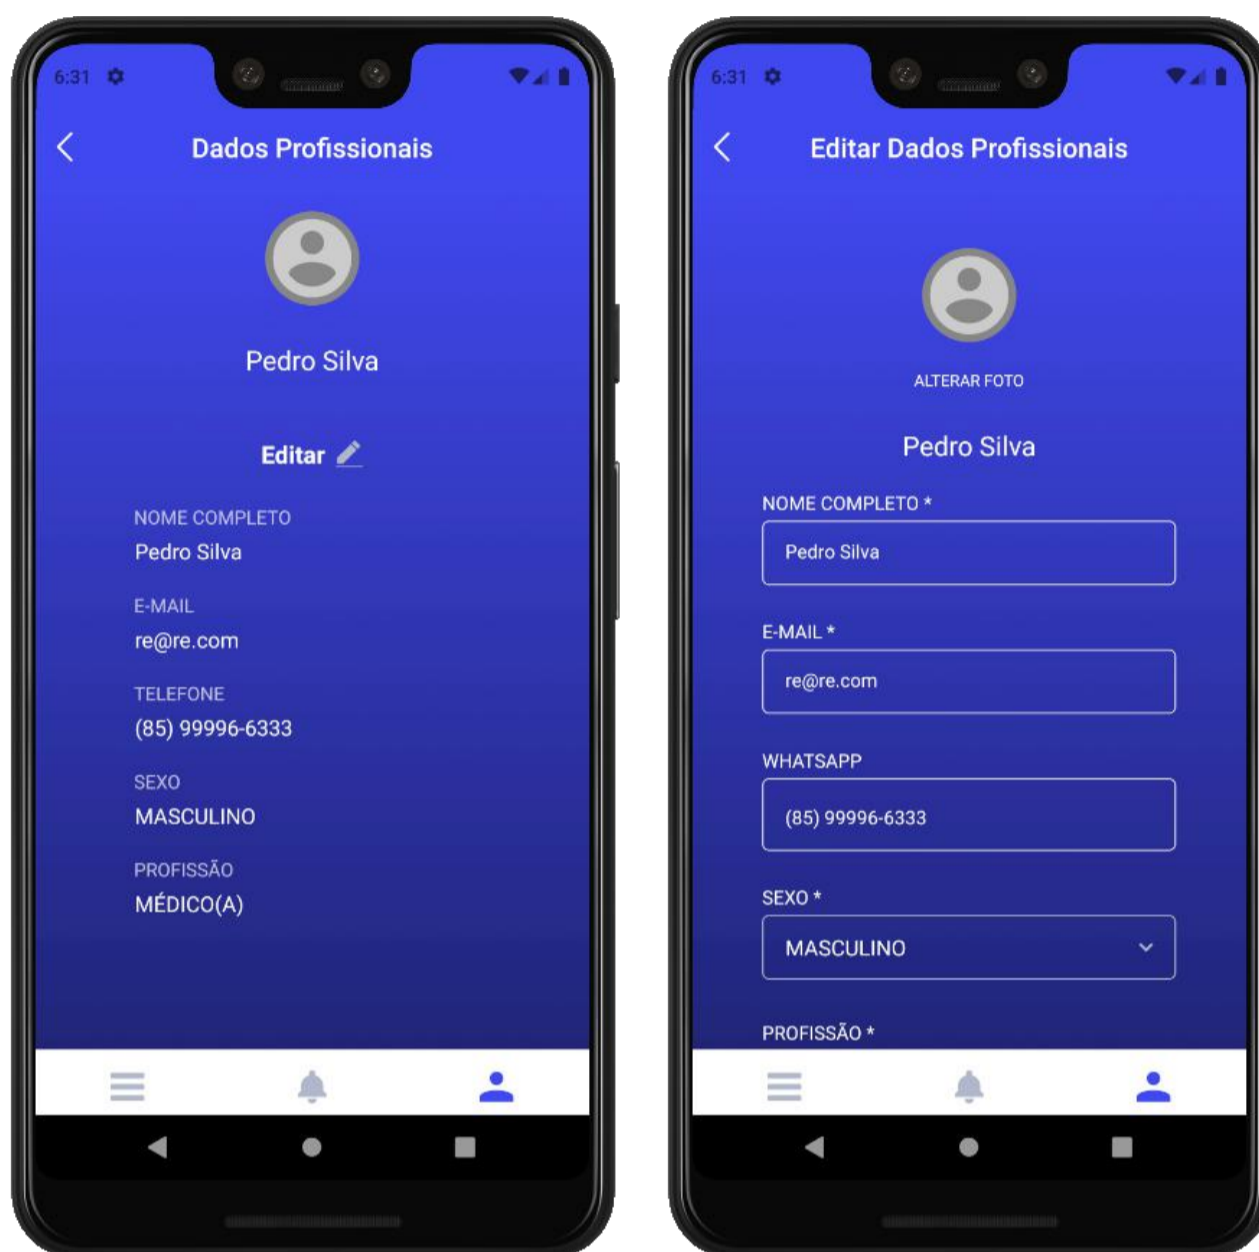 6:31
Dados Profissionais
Pedro Silva
Editar
NOME COMPLETO
Pedro Silva
E-MAIL
re@re.com
TELEFONE
(85) 99996-6333
SEXO
MASCULINO
PROFISSÃO
MÉDICO(A)
6:31
Editar Dados Profissionais
ALTERAR FOTO
Pedro Silva
NOME COMPLETO *
Pedro Silva
E-MAIL *
re@re.com
WHATSAPP
(85) 99996-6333
SEXO *
MASCULINO
PROFISSÃO *